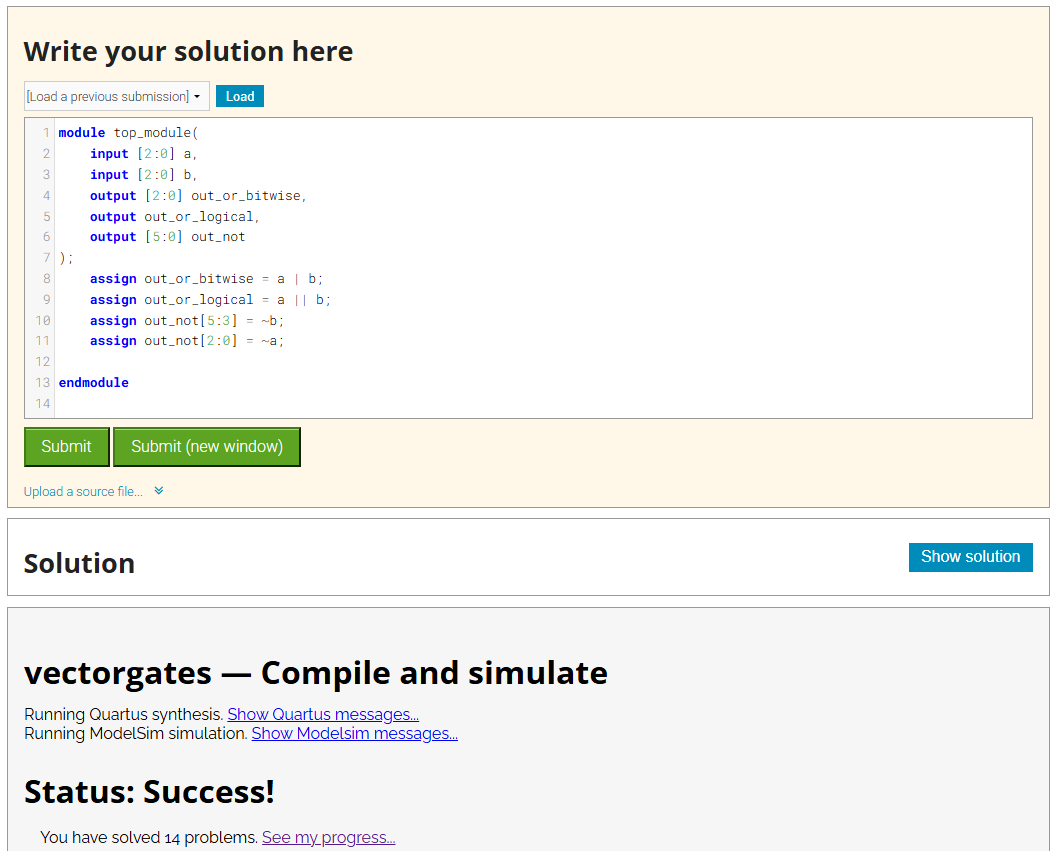 Write your solution here
[Load a previous submission] Load
1 module top_module(
2 input [2:0] a,
3 input [2:0] b,
4 output [2:0] out_or_bitwise,
5 output out_or_logical,
6 output [5:0] out_not
7 );
8 assign out_or_bitwise = a | b;
9 assign out_or_logical = a || b;
10 assign out_not[5:3] = ~b;
11 assign out_not[2:0] = ~a;
12
13 endmodule
14
Submit Submit (new window)
Upload a source file...
Solution Show solution
vectorgates — Compile and simulate
Running Quartus synthesis. Show Quartus messages...
Running ModelSim simulation. Show Modelsim messages...
Status: Success!
You have solved 14 problems. See my progress...